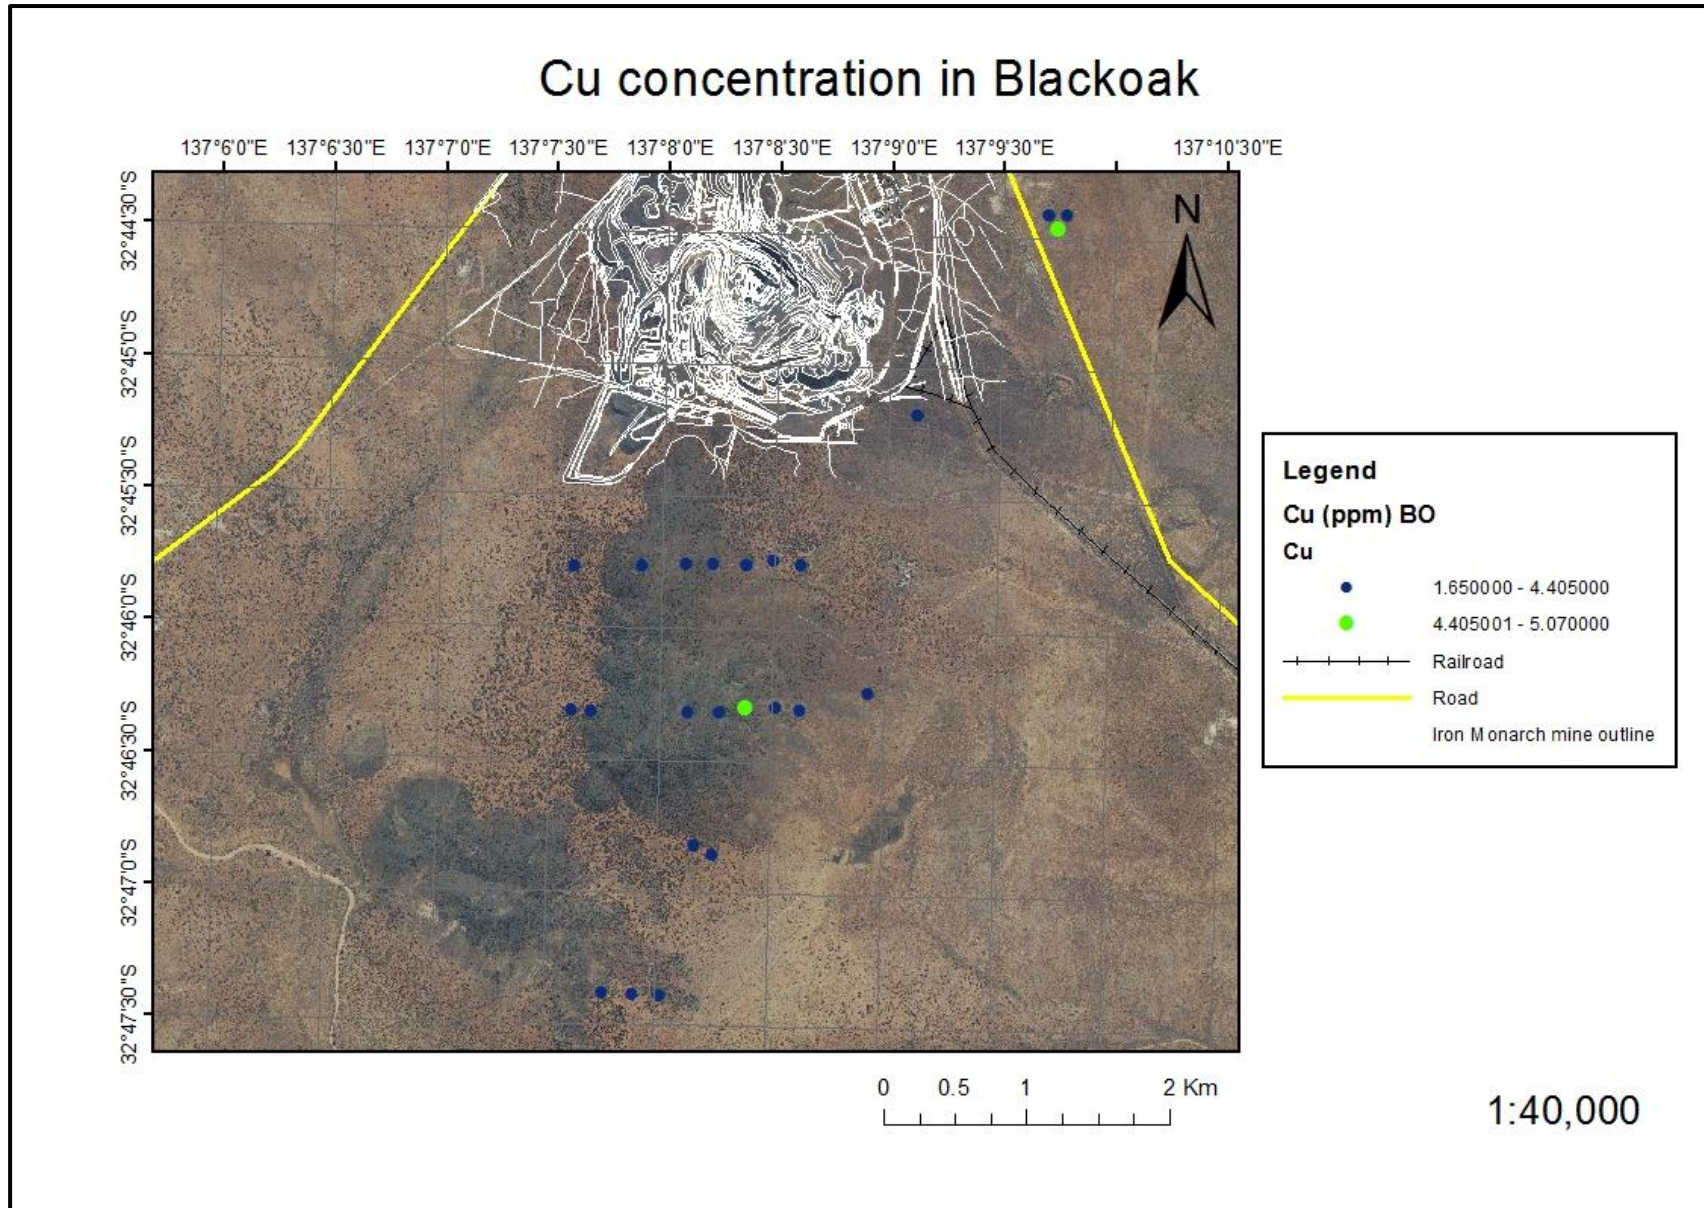 Cu concentration in Blackoak
137°6'0"E 137°6'30"E 137°7'0"E 137°7'30"E 137°8'0"E 137°8'30"E 137°9'0"E 137°9'30"E 137°10'30"E
32°44'30"S
32°45'0"S
32°45'30"S
32°46'0"S
32°46'30"S
32°47'0"S
32°47'30"S
N
Legend
Cu (ppm) BO
Cu
1.650000 - 4.405000
4.405001 - 5.070000
Railroad
Road
Iron Monarch mine outline
0 0.5 1 2 Km
1:40,000